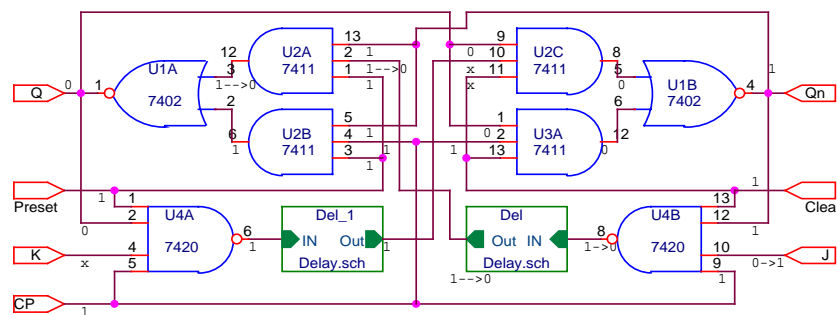 12 U2A 13 1 9 U2C 8
U1A 3 7411 2 1-->0 0 10 7411 5 U1B
Q 0 1 1-->0 1 1 x 11 x 0 4 1 Qn
7402 2 7402
5 1 1 6
6 U2B 4 1 0 2 U3A 12
1 7411 3 1 1 13 7411 0
Preset 1 1 Clea
1 U4A Del_1 Del U4B 13
2 6 8 12
0 7420 1 IN Out 1 Out IN 1->0 7420
K x 4 10 J
5 Delay.sch Delay.sch 9 0->1
CP 1 1-->0 1